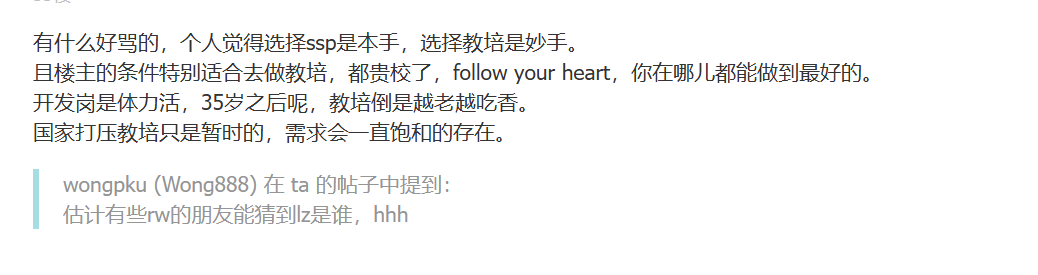 有什么好骂的，个人觉得选择ssp是本手，选择教培是妙手。
且楼主的条件特别适合去做教培，都贵校了，follow your heart，你在哪儿都能做到最好的。
开发岗是体力活，35岁之后呢，教培倒是越老越吃香。
国家打压教培只是暂时的，需求会一直饱和的存在。
wongpku (Wong888) 在 ta 的帖子中提到：
估计有些rw的朋友能猜到lz是谁，hhh